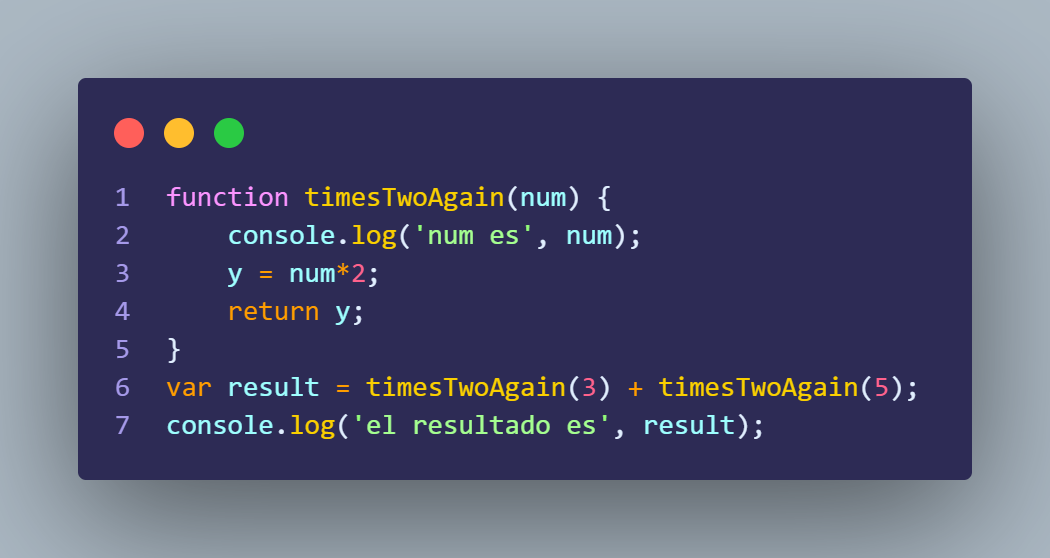 1 function timesTwoAgain(num) {
2     console.log('num es', num);
3     y = num*2;
4     return y;
5 }
6 var result = timesTwoAgain(3) + timesTwoAgain(5);
7 console.log('el resultado es', result);